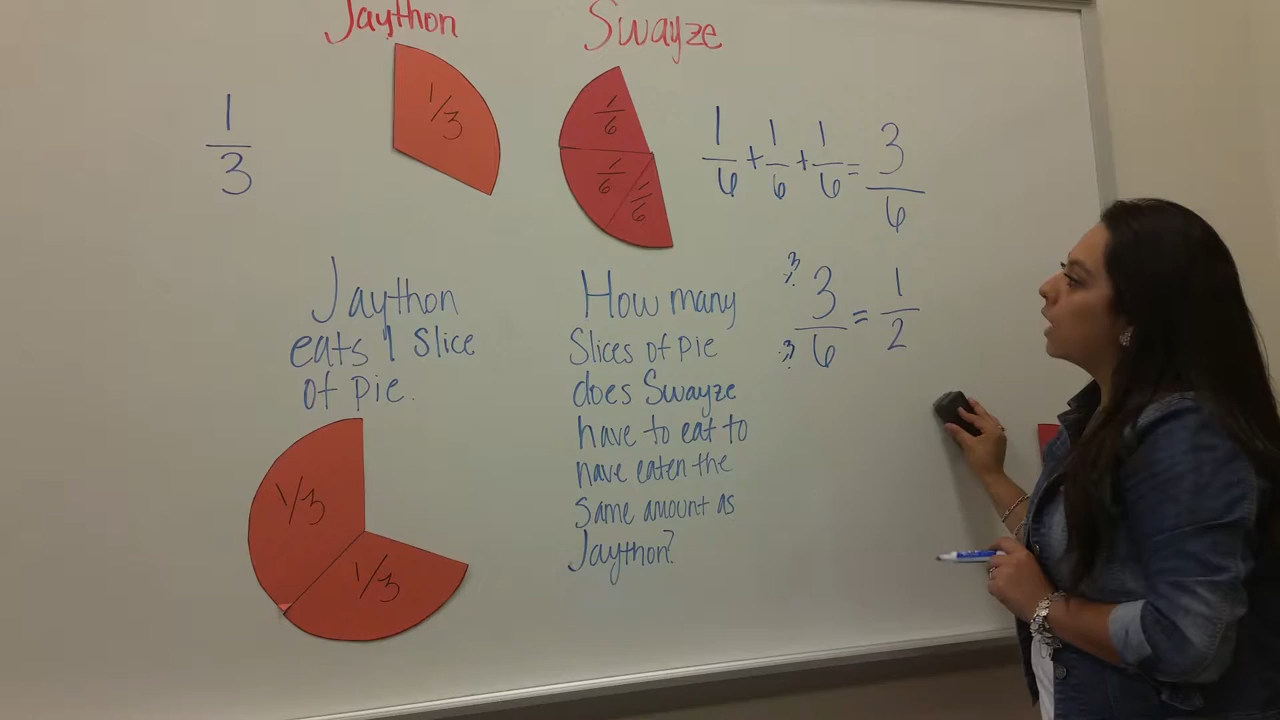 Jaython
Swayze
1/3
1/3
1/6
1/6
1/6
1/6 + 1/6 + 1/6 = 3/6
Jaython
eats 1 slice
of pie.
1/3
1/3
How many
Slices of pie
does Swayze
have to eat to
have eaten the
same amount as
Jaython?
3 ÷ 3 / 6 ÷ 3 = 1/2